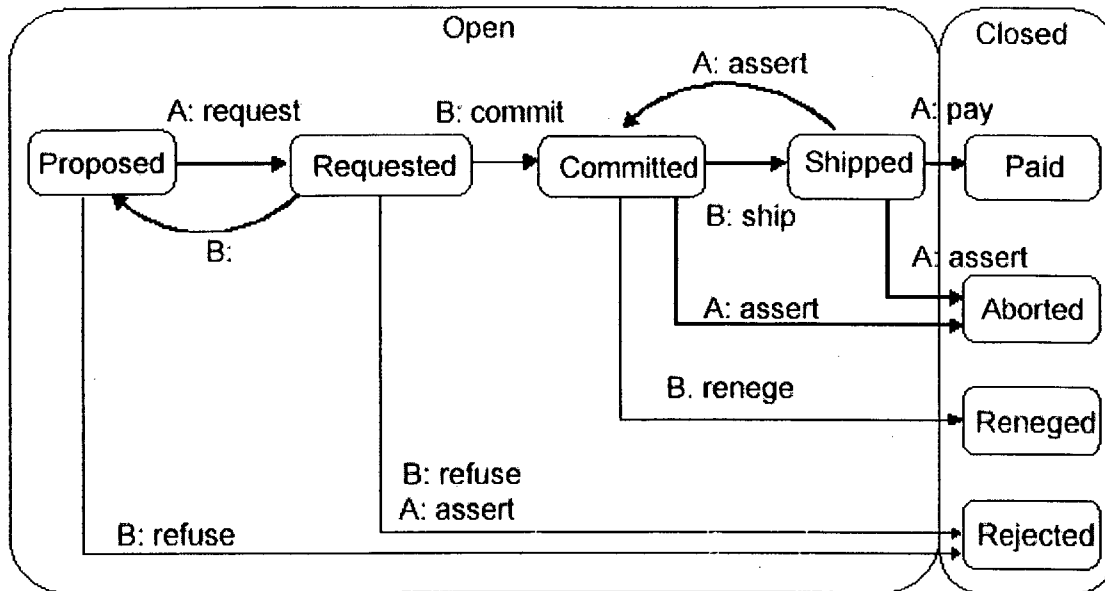 Open
Closed
A: assert
A: request
B: commit
A: pay
Proposed
Requested
Committed
Shipped
Paid
B:
B: ship
A: assert
A: assert
Aborted
B. renege
Reneged
B: refuse
A: assert
B: refuse
Rejected